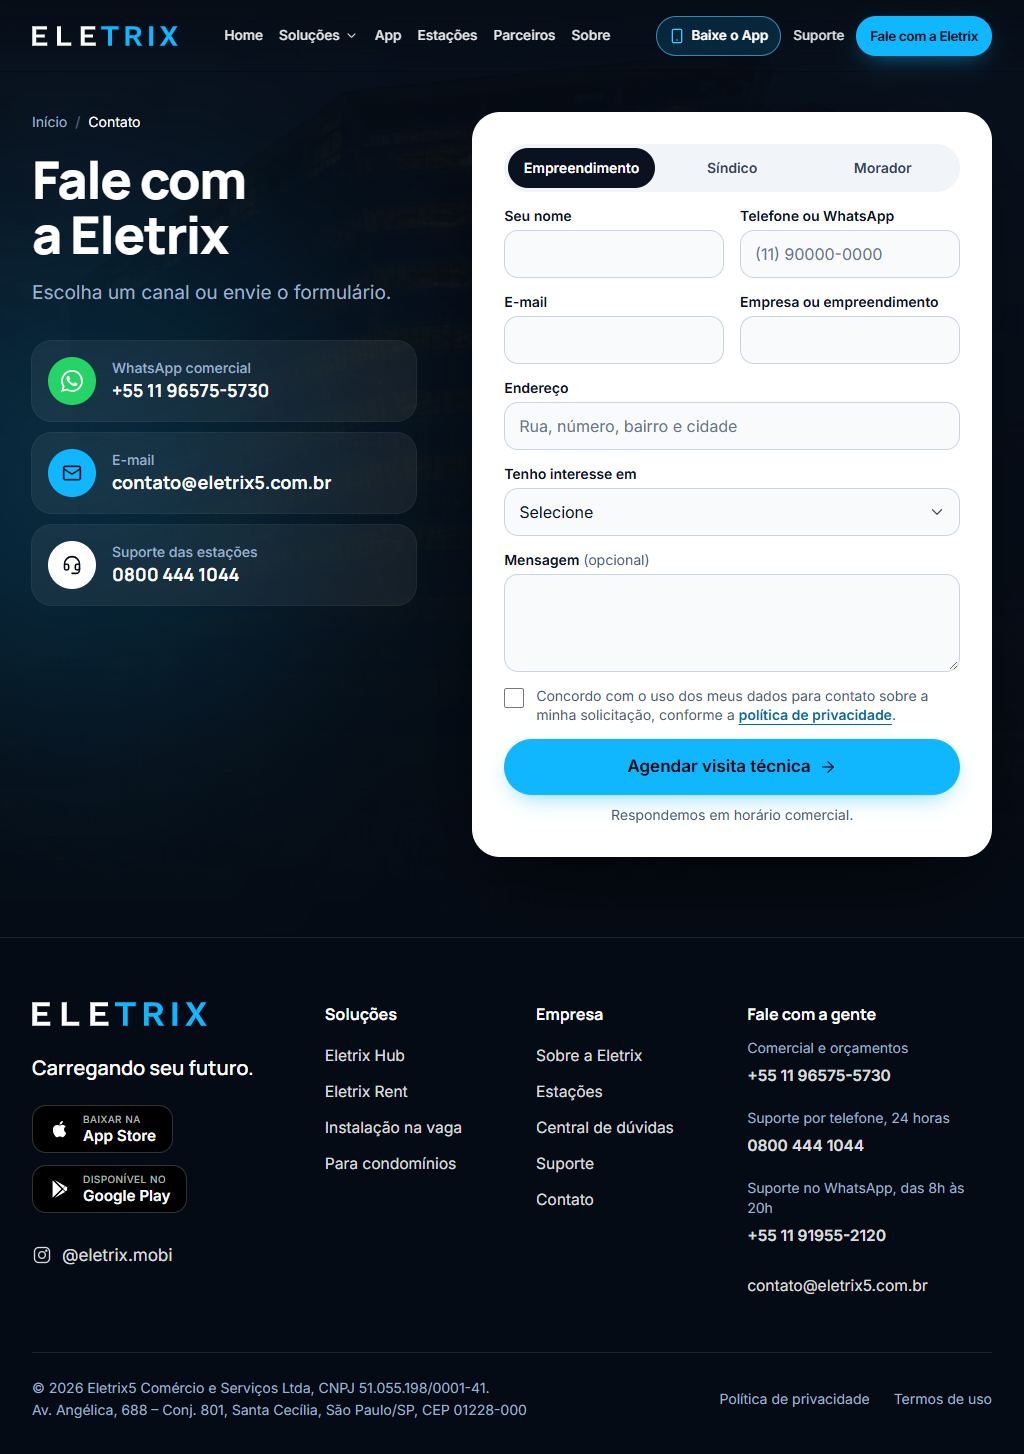 ELETRIX
Home Soluções App Estações Parceiros Sobre Baixe o App Suporte Fale com a Eletrix
Início / Contato
Fale com
a Eletrix
Escolha um canal ou envie o formulário.
WhatsApp comercial
+55 11 96575-5730
E-mail
contato@eletrix5.com.br
Suporte das estações
0800 444 1044
Empreendimento Síndico Morador
Seu nome Telefone ou WhatsApp
(11) 90000-0000
E-mail Empresa ou empreendimento
Endereço
Rua, número, bairro e cidade
Tenho interesse em
Selecione
Mensagem (opcional)
Concordo com o uso dos meus dados para contato sobre a
minha solicitação, conforme a política de privacidade.
Agendar visita técnica →
Respondemos em horário comercial.
ELETRIX
Carregando seu futuro.
BAIXAR NA
App Store
DISPONÍVEL NO
Google Play
@eletrix.mobi
Soluções
Eletrix Hub
Eletrix Rent
Instalação na vaga
Para condomínios
Empresa
Sobre a Eletrix
Estações
Central de dúvidas
Suporte
Contato
Fale com a gente
Comercial e orçamentos
+55 11 96575-5730
Suporte por telefone, 24 horas
0800 444 1044
Suporte no WhatsApp, das 8h às
20h
+55 11 91955-2120
contato@eletrix5.com.br
© 2026 Eletrix5 Comércio e Serviços Ltda, CNPJ 51.055.198/0001-41.
Av. Angélica, 688 – Conj. 801, Santa Cecília, São Paulo/SP, CEP 01228-000
Política de privacidade Termos de uso